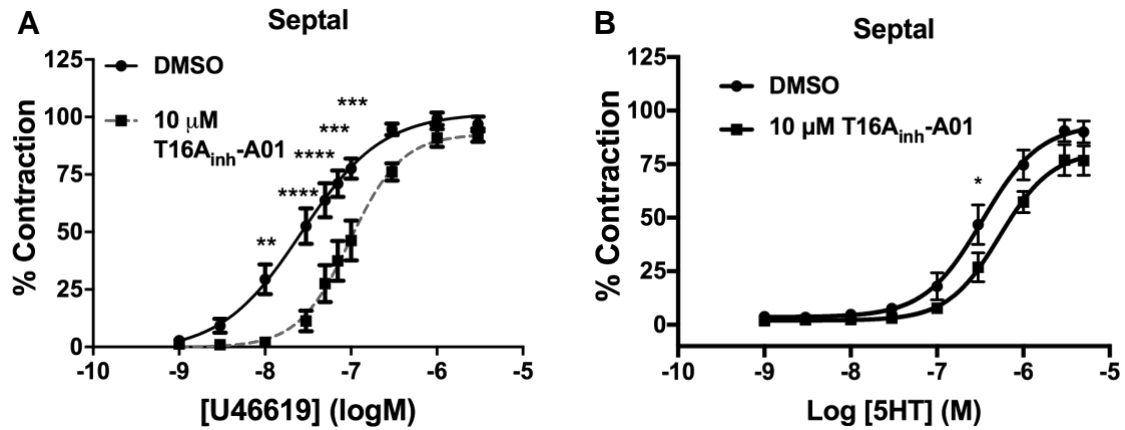 A
Septal
125
100
75
50
25
0
% Contraction
DMSO
10 μM
T16Ainh-A01
**
****
****
***
***
-10 -9 -8 -7 -6 -5
[U46619] (logM)
B
Septal
125
100
75
50
25
0
% Contraction
DMSO
10 μM T16Ainh-A01
*
-10 -9 -8 -7 -6 -5
Log [5HT] (M)